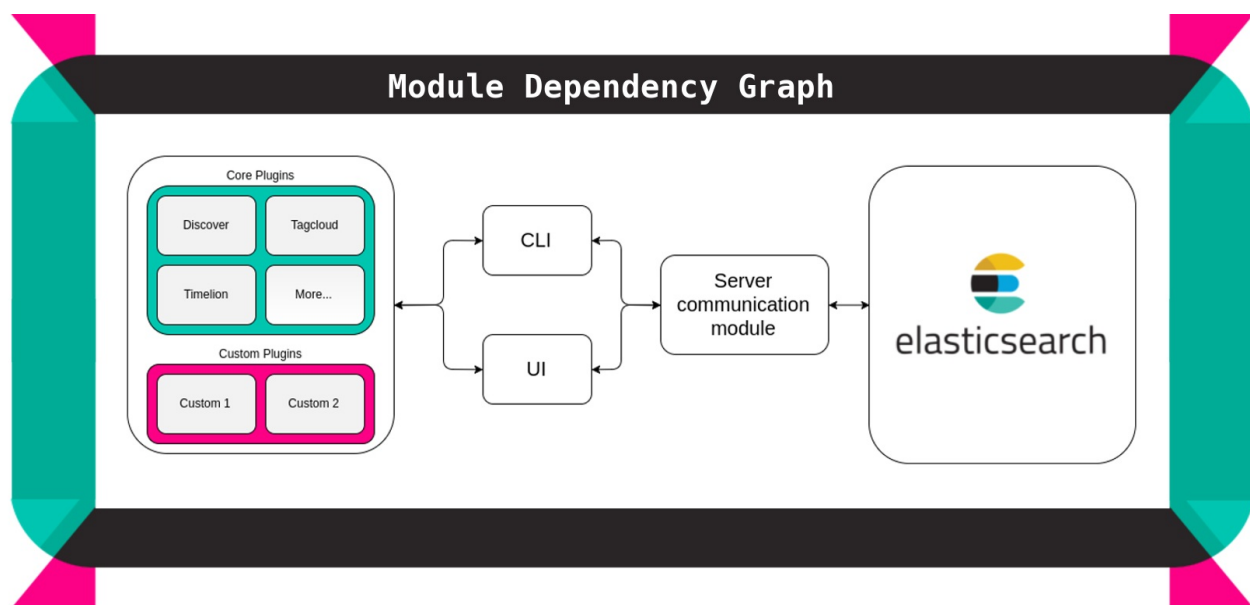 Module Dependency Graph
Core Plugins
Discover
Tagcloud
Timelion
More...
Custom Plugins
Custom 1
Custom 2
CLI
UI
Server
communication
module
elasticsearch